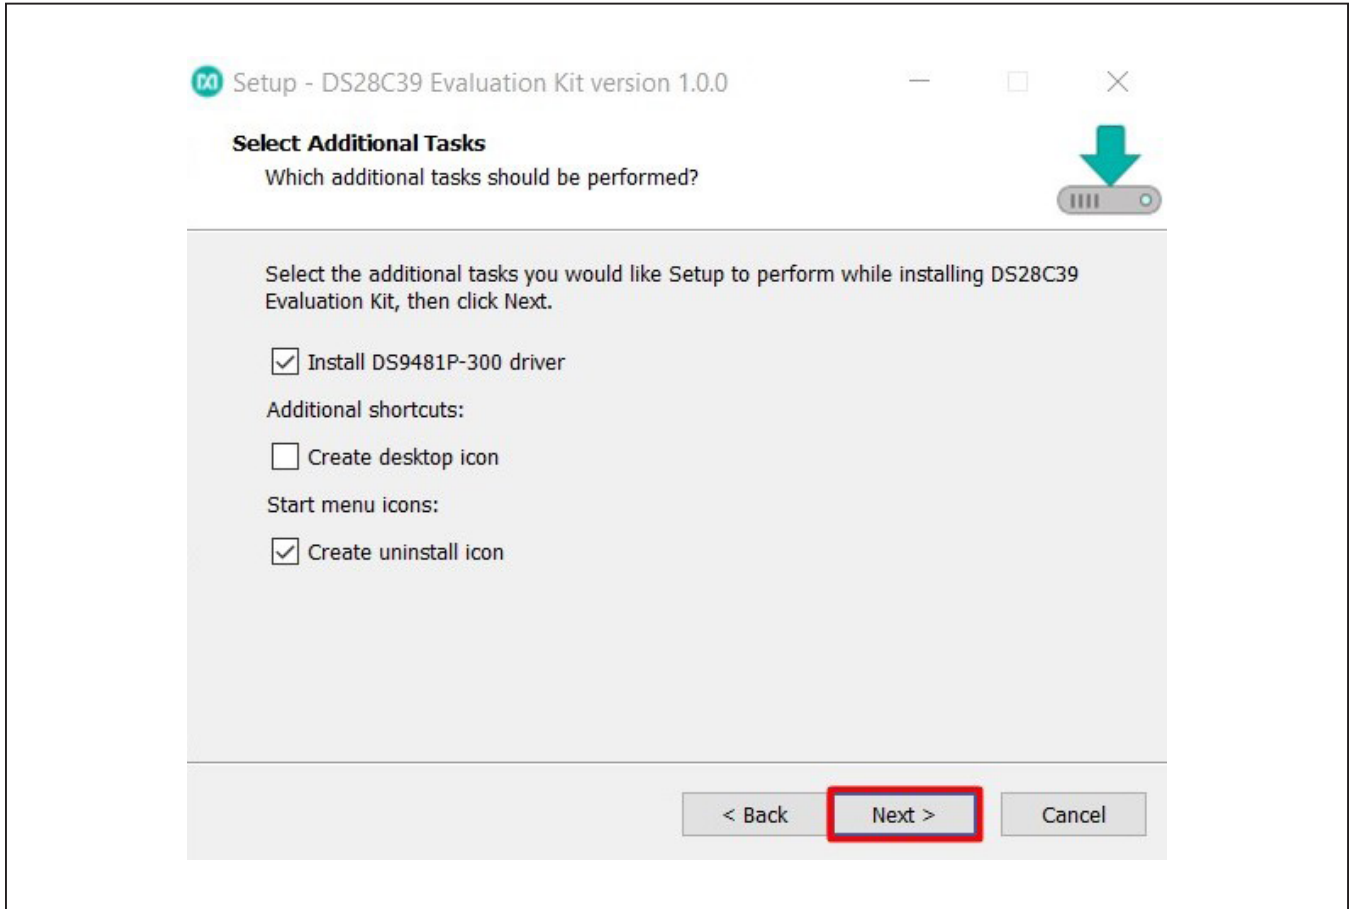 Setup - DS28C39 Evaluation Kit version 1.0.0
Select Additional Tasks
Which additional tasks should be performed?
Select the additional tasks you would like Setup to perform while installing DS28C39
Evaluation Kit, then click Next.
Install DS9481P-300 driver
Additional shortcuts:
Create desktop icon
Start menu icons:
Create uninstall icon
< Back
Next >
Cancel